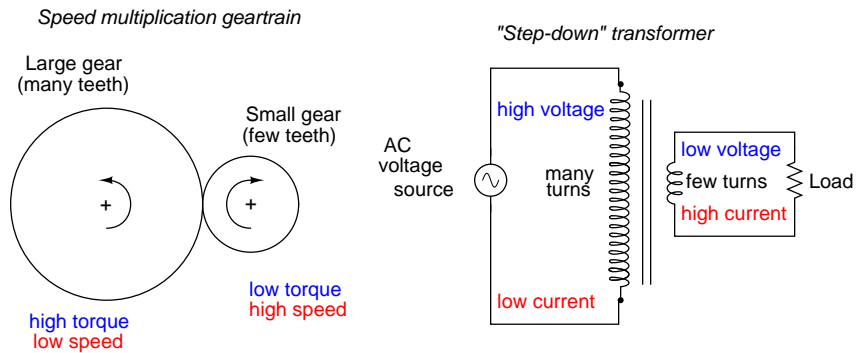 Speed multiplication geartrain
Large gear
(many teeth)
Small gear
(few teeth)
+
+
low torque
high speed
high torque
low speed
"Step-down" transformer
high voltage
AC
voltage
source
many
turns
low voltage
few turns
high current
Load
low current